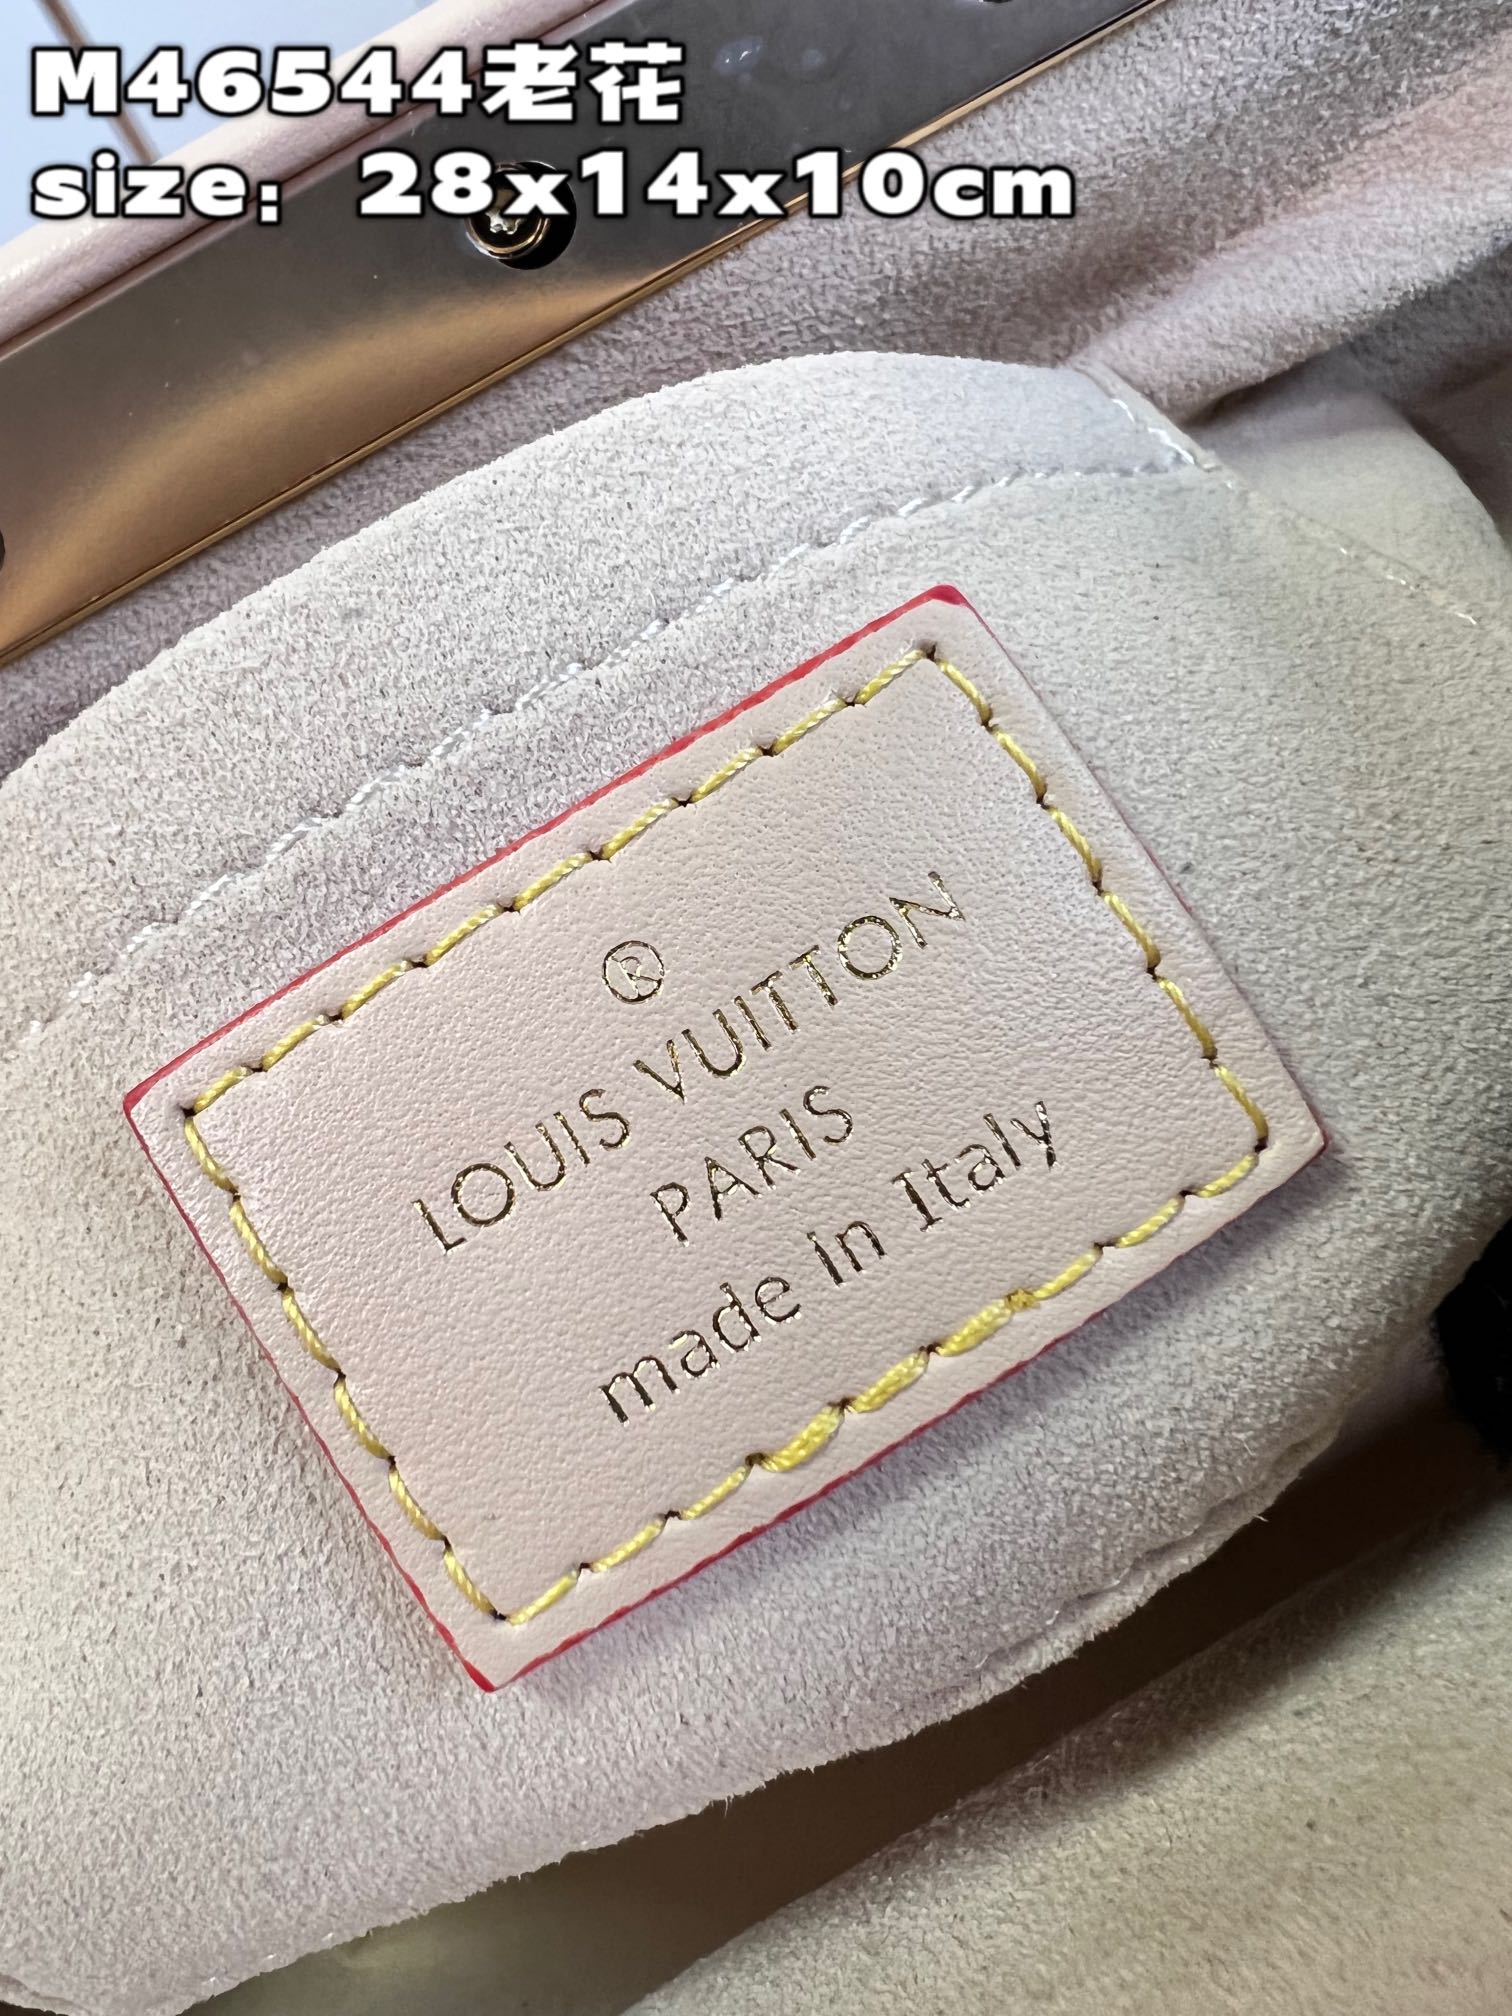 M46544老花
size：28x14x10cm
®
LOUIS VUITTON
PARIS
made In Italy